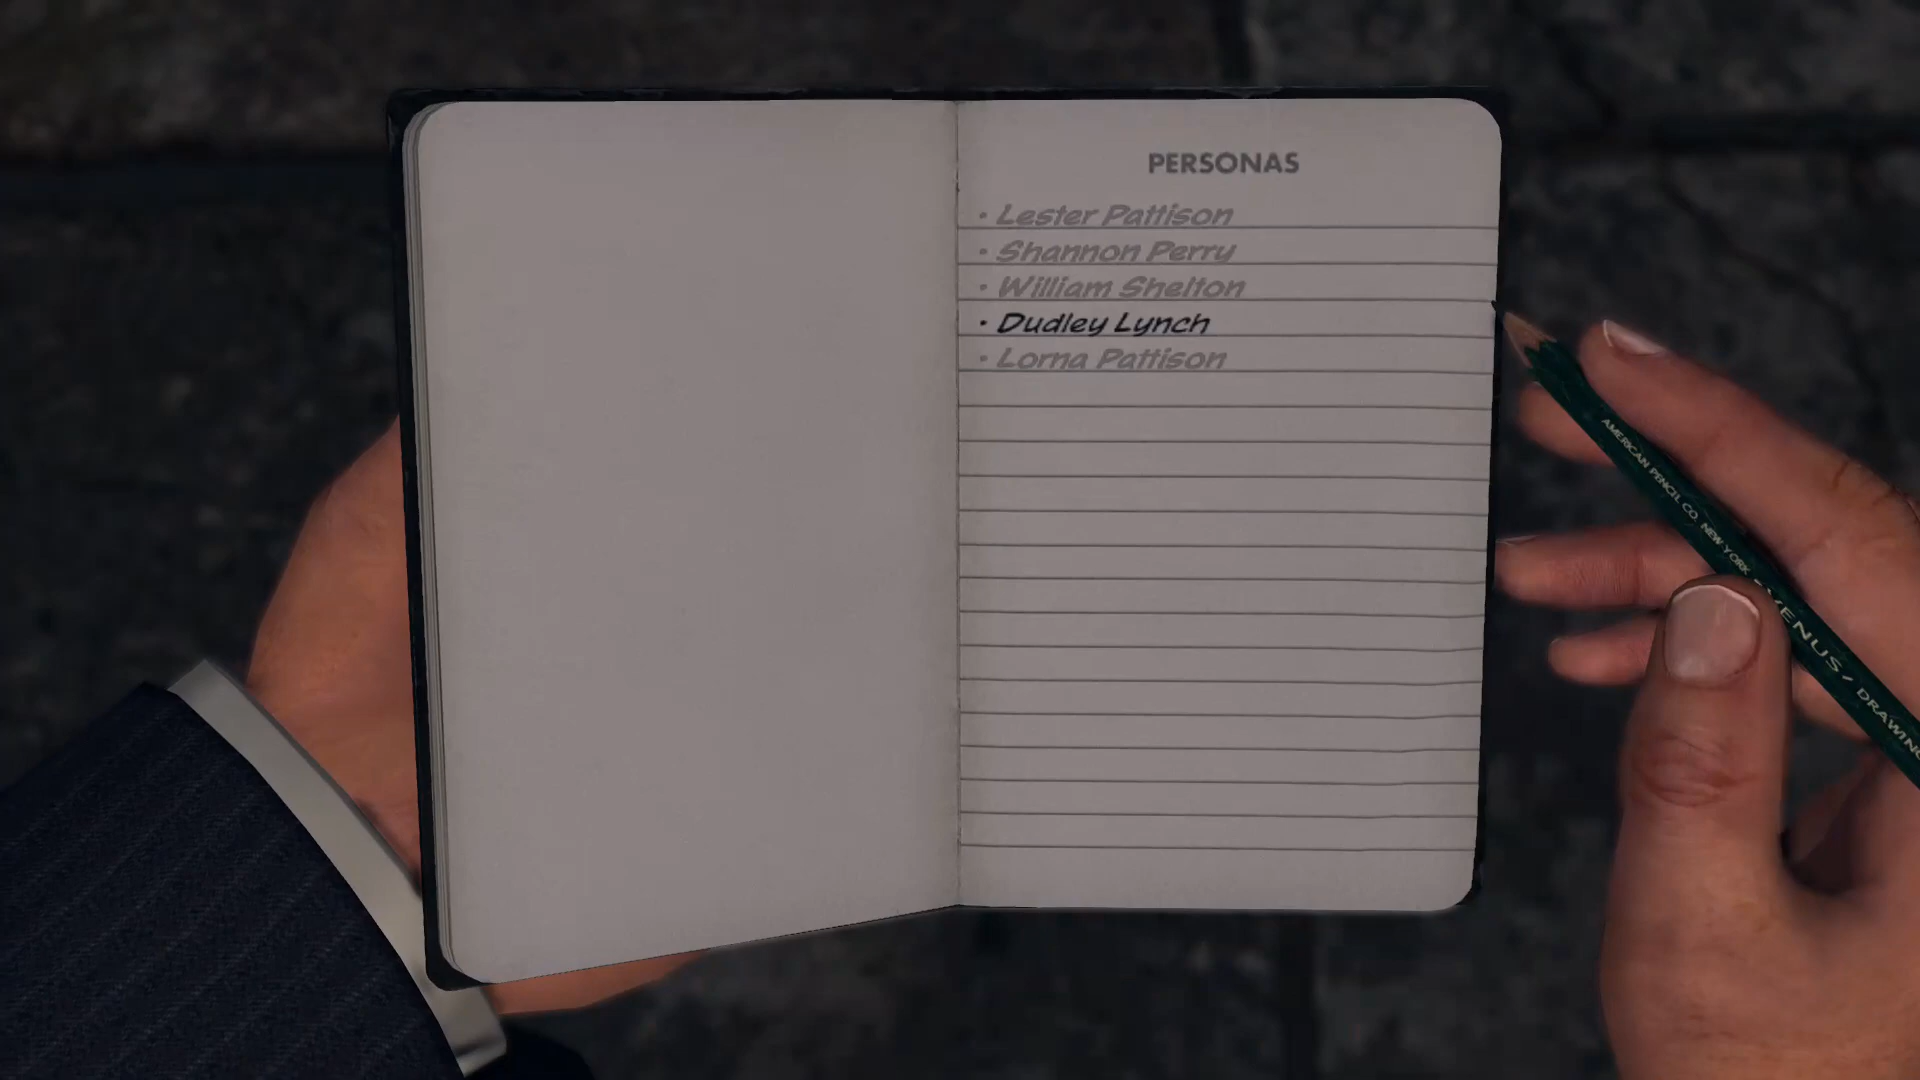 PERSONAS
• Lester Pattison
• Shannon Perry
• William Shelton
• Dudley Lynch
• Lorna Pattison
AMERICAN PENCIL CO. NEW YORK
VENUS / DRAWING